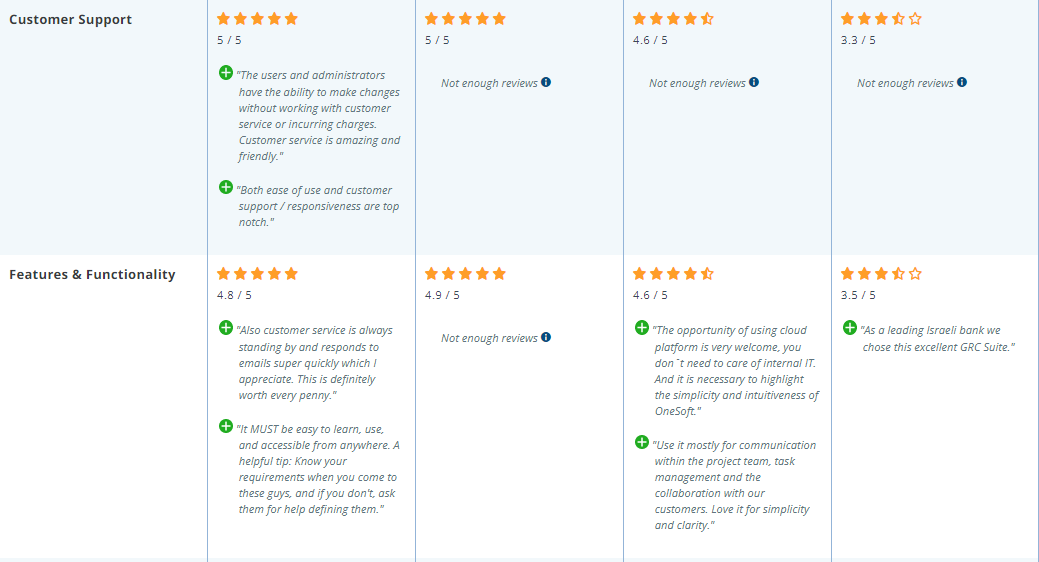 Customer Support
5 / 5
"The users and administrators
have the ability to make changes
without working with customer
service or incurring charges.
Customer service is amazing and
friendly."
"Both ease of use and customer
support / responsiveness are top
notch."
5 / 5
Not enough reviews
4.6 / 5
Not enough reviews
3.3 / 5
Not enough reviews
Features & Functionality
4.8 / 5
"Also customer service is always
standing by and responds to
emails super quickly which I
appreciate. This is definitely
worth every penny."
"It MUST be easy to learn, use,
and accessible from anywhere. A
helpful tip: Know your
requirements when you come to
these guys, and if you don't, ask
them for help defining them."
4.9 / 5
Not enough reviews
4.6 / 5
"The opportunity of using cloud
platform is very welcome, you
don`t need to care of internal IT.
And it is necessary to highlight
the simplicity and intuitiveness of
OneSoft."
"Use it mostly for communication
within the project team, task
management and the
collaboration with our
customers. Love it for simplicity
and clarity."
3.5 / 5
"As a leading Israeli bank we
chose this excellent GRC Suite."